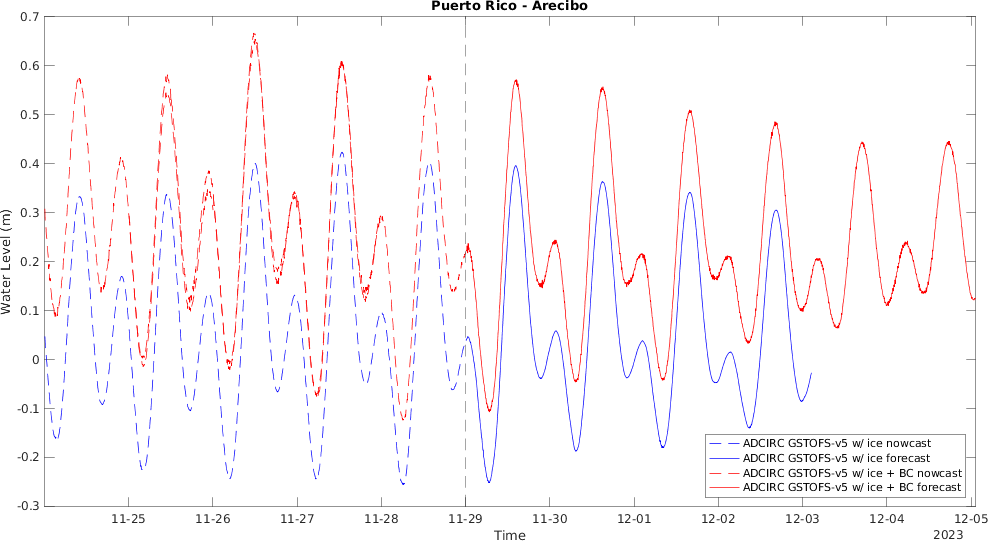 Puerto Rico - Arecibo
0.7
0.6
0.5
0.4
0.3
0.2
0.1
0
-0.1
-0.2
-0.3
Water Level (m)
ADCIRC GSTOFS-v5 w/ ice nowcast
ADCIRC GSTOFS-v5 w/ ice forecast
ADCIRC GSTOFS-v5 w/ ice + BC nowcast
ADCIRC GSTOFS-v5 w/ ice + BC forecast
11-25 11-26 11-27 11-28 11-29 11-30 12-01 12-02 12-03 12-04 12-05
Time
2023